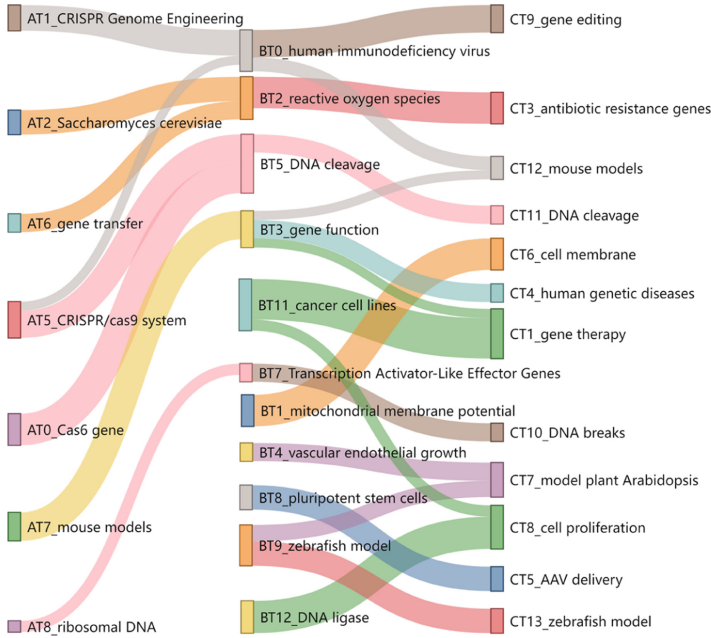 AT1_CRISPR Genome Engineering
AT2_Saccharomyces cerevisiae
AT6_gene transfer
AT5_CRISPR/cas9 system
AT0_Cas6 gene
AT7_mouse models
AT8_ribosomal DNA
BT0_human immunodeficiency virus
BT2_reactive oxygen species
BT5_DNA cleavage
BT3_gene function
BT11_cancer cell lines
BT7_Transcription Activator-Like Effector Genes
BT1_mitochondrial membrane potential
BT4_vascular endothelial growth
BT8_pluripotent stem cells
BT9_zebrafish model
BT12_DNA ligase
CT9_gene editing
CT3_antibiotic resistance genes
CT12_mouse models
CT11_DNA cleavage
CT6_cell membrane
CT4_human genetic diseases
CT1_gene therapy
CT10_DNA breaks
CT7_model plant Arabidopsis
CT8_cell proliferation
CT5_AAV delivery
CT13_zebrafish model